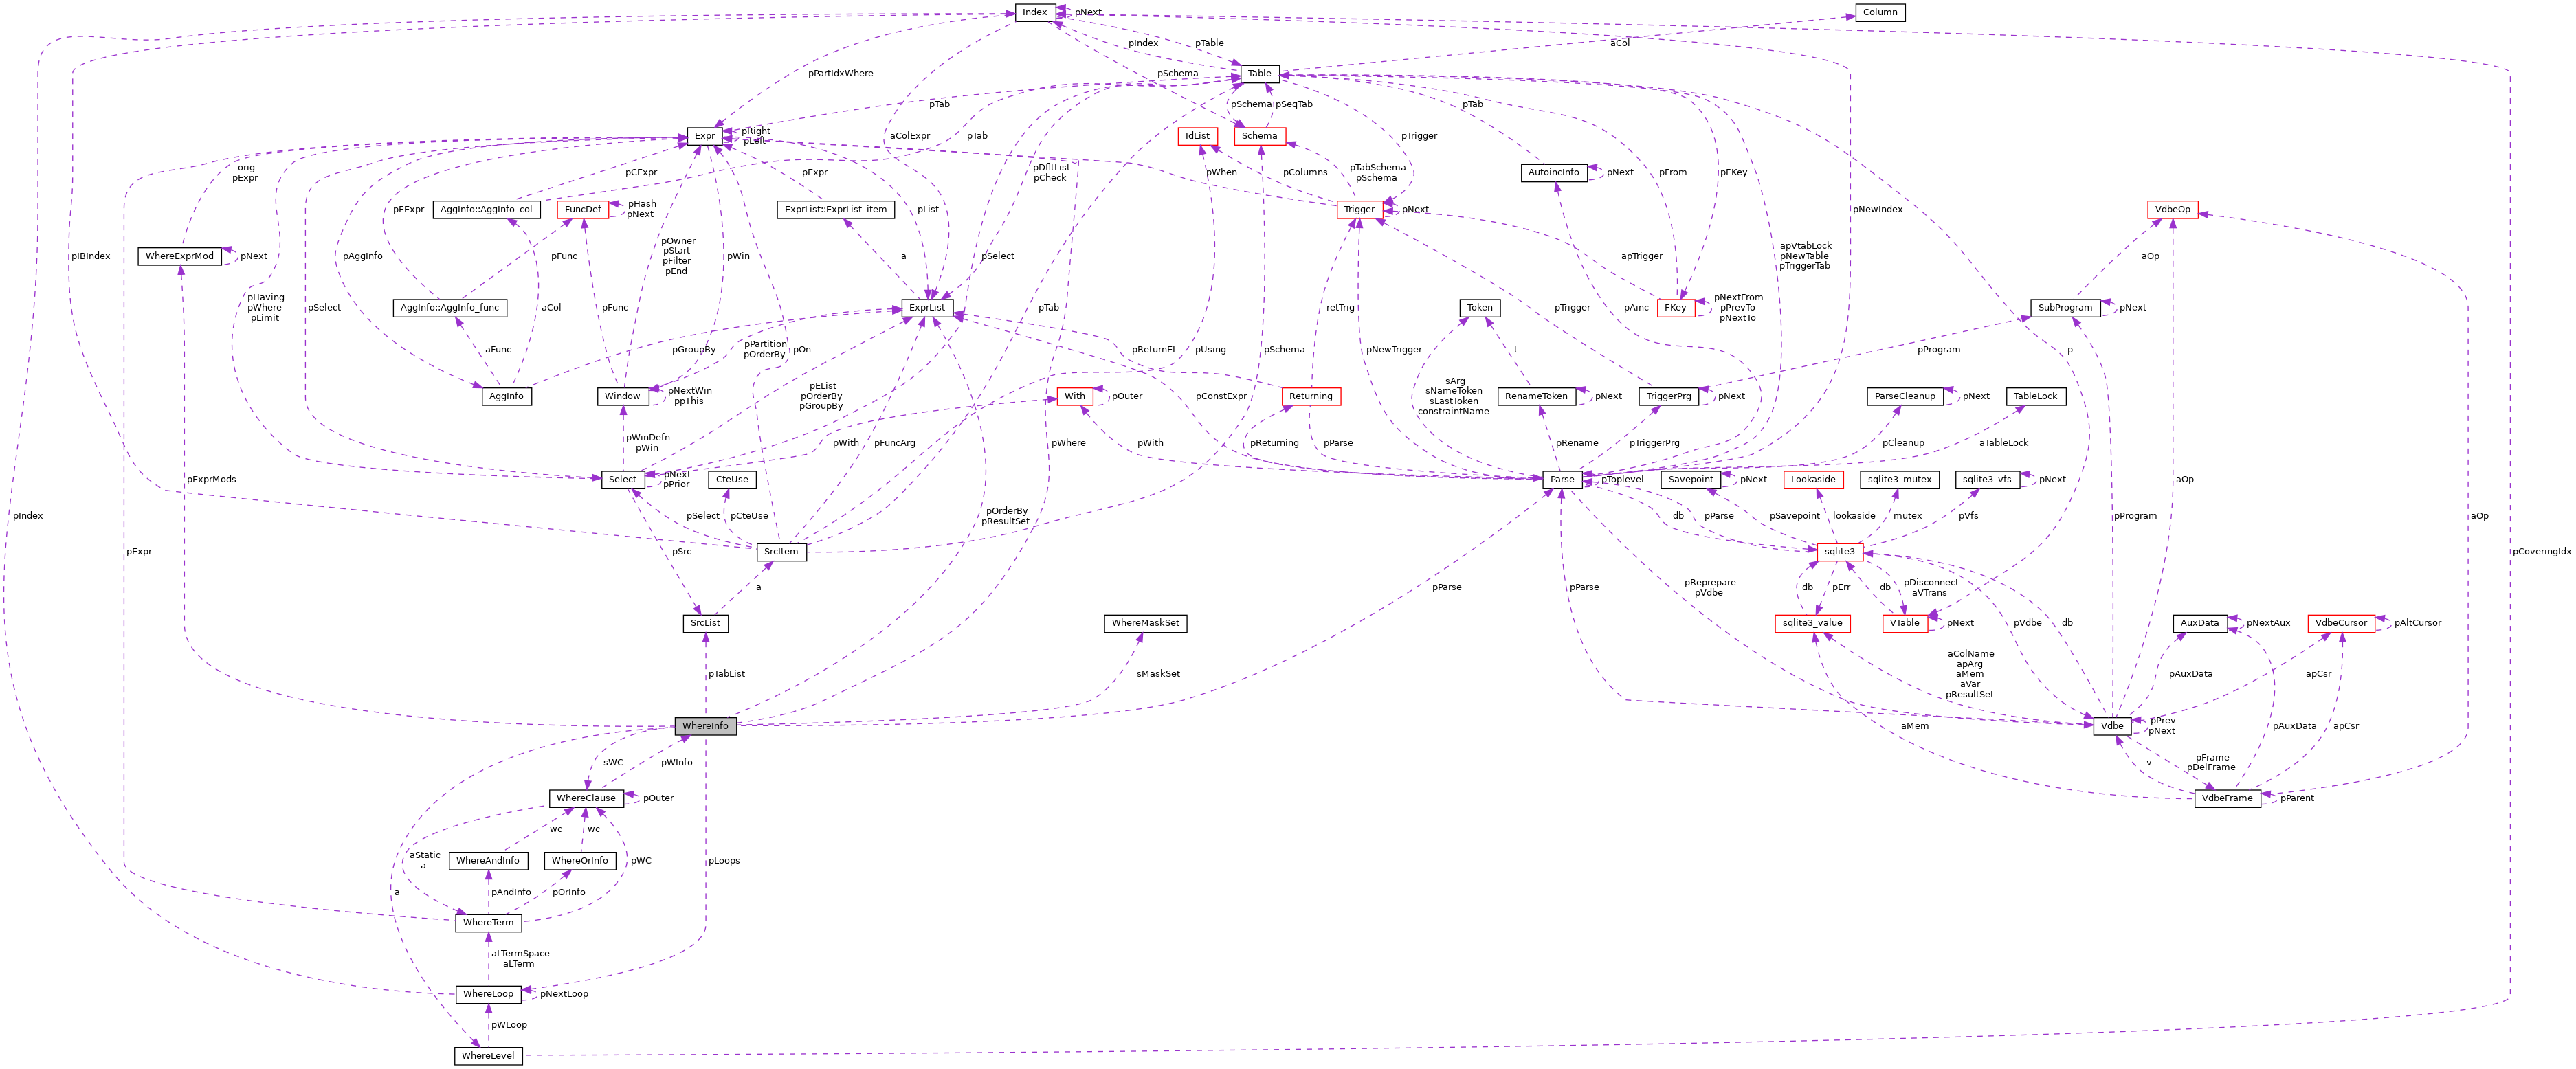 Index
pNext
Column
pIndex
pTable
aCol
pPartIdxWhere
pSchema
Table
pTab
pSchema
pSeqTab
pTab
Expr
pRight
pLeft
aColExpr
pTab
IdList
Schema
pTrigger
pDfltList
pCheck
orig
pExpr
pCExpr
pExpr
pWhen
pColumns
pTabSchema
pSchema
AutoincInfo
pNext
pFrom
pFKey
AggInfo::AggInfo_col
FuncDef
pHash
pNext
ExprList::ExprList_item
pFExpr
pList
Trigger
pNext
pNewIndex
VdbeOp
WhereExprMod
pNext
pAggInfo
pFunc
pOwner
pStart
pFilter
pEnd
pWin
a
pSelect
apTrigger
apVtabLock
pNewTable
pTriggerTab
aOp
pIBIndex
pHaving
pWhere
pLimit
pSelect
AggInfo::AggInfo_func
aCol
pFunc
ExprList
pTab
retTrig
Token
pTrigger
pAinc
FKey
pNextFrom
pPrevTo
pNextTo
SubProgram
pNext
aFunc
pGroupBy
pPartition
pOrderBy
pOn
pReturnEL
pUsing
pSchema
pNewTrigger
t
pProgram
p
AggInfo
Window
pNextWin
ppThis
pEList
pOrderBy
pGroupBy
With
pOuter
pConstExpr
Returning
sArg
sNameToken
sLastToken
constraintName
RenameToken
pNext
TriggerPrg
pNext
ParseCleanup
pNext
TableLock
pWinDefn
pWin
pWith
pFuncArg
pWhere
pWith
pReturning
pParse
pRename
pTriggerPrg
pCleanup
aTableLock
pExprMods
Select
pNext
pPrior
CteUse
Parse
pToplevel
Savepoint
pNext
Lookaside
sqlite3_mutex
sqlite3_vfs
pNext
aOp
pIndex
pSelect
pCteUse
pOrderBy
pResultSet
db
pParse
pSavepoint
lookaside
mutex
pVfs
pProgram
aOp
pExpr
pSrc
SrcItem
sqlite3
pCoveringIdx
a
pParse
pParse
pReprepare
pVdbe
db
pErr
db
pDisconnect
aVTrans
SrcList
WhereMaskSet
sqlite3_value
VTable
pNext
pVdbe
db
AuxData
pNextAux
VdbeCursor
pAltCursor
pTabList
sMaskSet
aColName
apArg
aMem
aVar
pResultSet
pAuxData
apCsr
WhereInfo
aMem
Vdbe
pPrev
pNext
pAuxData
apCsr
sWC
pWInfo
v
pFrame
pDelFrame
WhereClause
pOuter
VdbeFrame
pParent
wc
wc
aStatic
a
WhereAndInfo
WhereOrInfo
pWC
pLoops
a
pAndInfo
pOrInfo
WhereTerm
aLTermSpace
aLTerm
WhereLoop
pNextLoop
pWLoop
WhereLevel